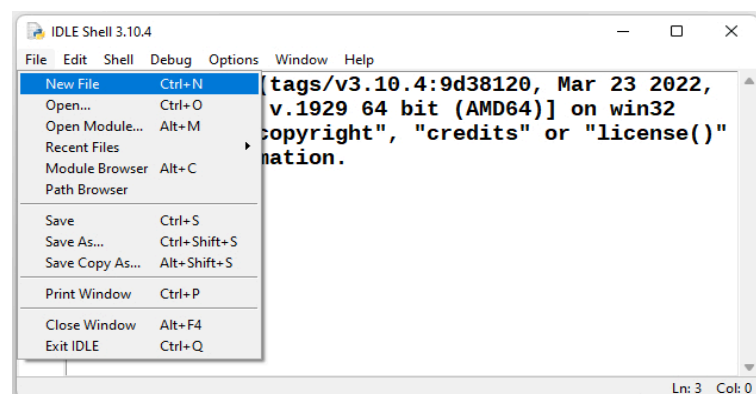 IDLE Shell 3.10.4
File Edit Shell Debug Options Window Help
New File Ctrl+N
Open... Ctrl+O
Open Module... Alt+M
Recent Files
Module Browser Alt+C
Path Browser
Save Ctrl+S
Save As... Ctrl+Shift+S
Save Copy As... Alt+Shift+S
Print Window Ctrl+P
Close Window Alt+F4
Exit IDLE Ctrl+Q
(tags/v3.10.4:9d38120, Mar 23 2022,
v.1929 64 bit (AMD64)] on win32
copyright", "credits" or "license()"
mation.
Ln: 3 Col: 0